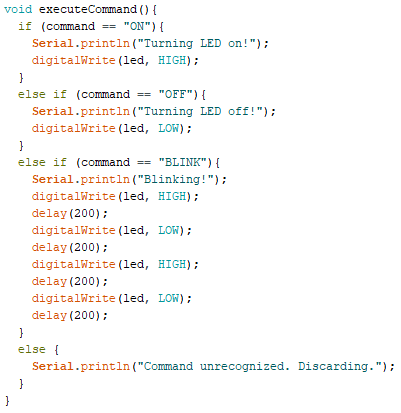 void executeCommand(){
  if (command == "ON"){
    Serial.println("Turning LED on!");
    digitalWrite(led, HIGH);
  }
  else if (command == "OFF"){
    Serial.println("Turning LED off!");
    digitalWrite(led, LOW);
  }
  else if (command == "BLINK"){
    Serial.println("Blinking!");
    digitalWrite(led, HIGH);
    delay(200);
    digitalWrite(led, LOW);
    delay(200);
    digitalWrite(led, HIGH);
    delay(200);
    digitalWrite(led, LOW);
    delay(200);
  }
  else {
    Serial.println("Command unrecognized. Discarding.");
  }
}